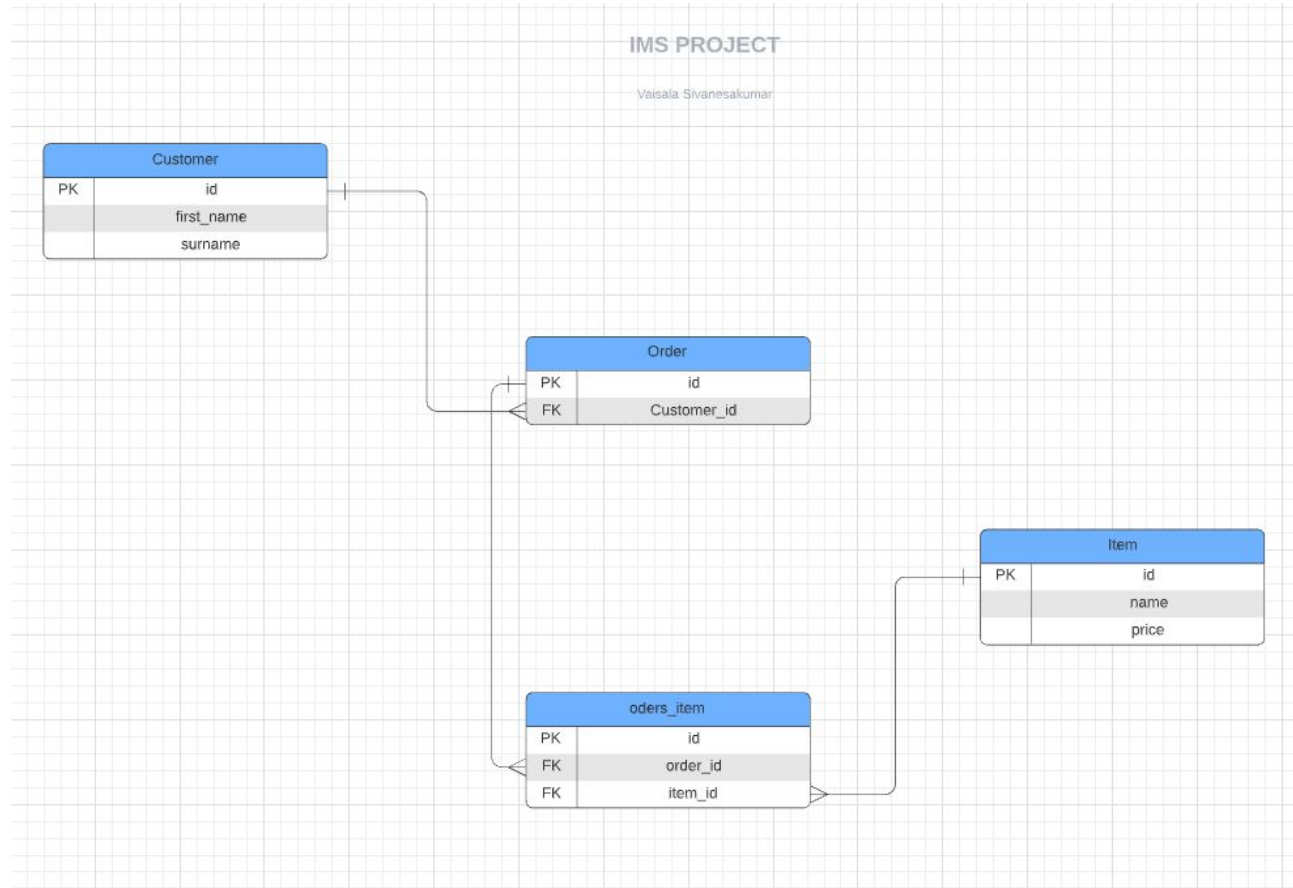 IMS PROJECT
Vaisala Sivanesakumar
Customer
PK id
first_name
surname
Order
PK id
FK Customer_id
Item
PK id
name
price
oders_item
PK id
FK order_id
FK item_id